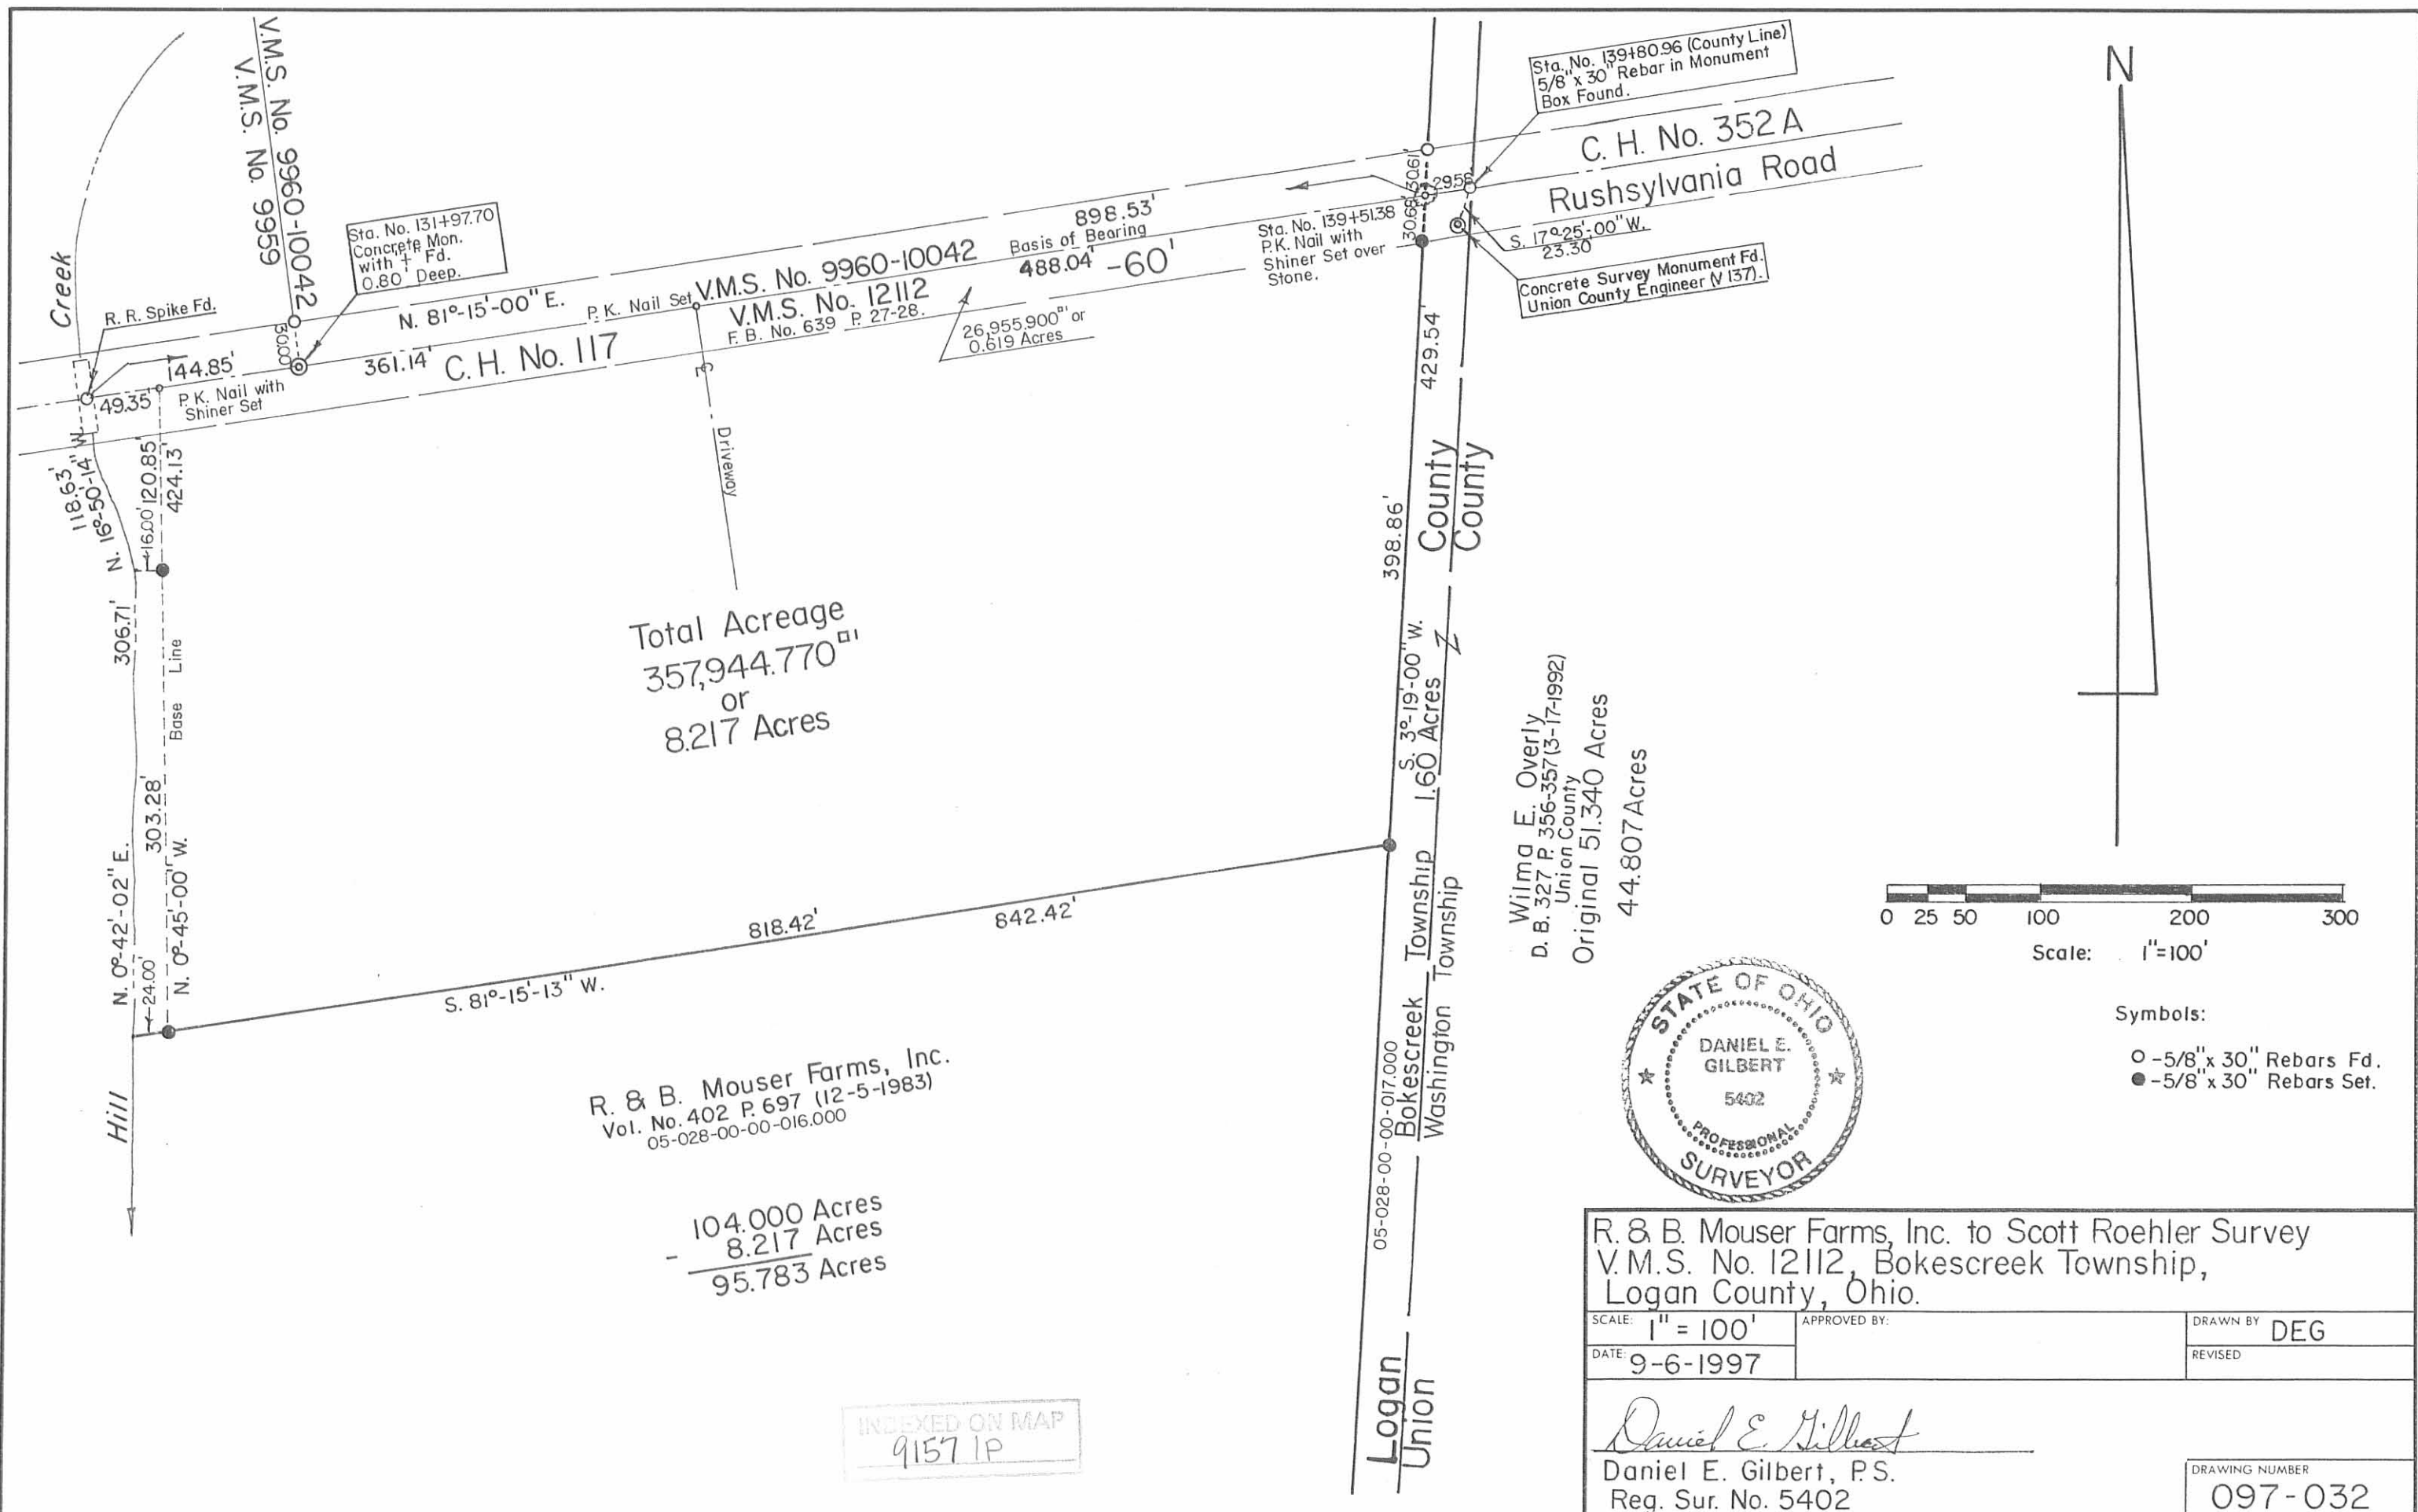 V.M.S. No. 9960-10042
V.M.S. No. 9959
Creek
R. R. Spike Fd.
Sta. No. 131+97.70
Concrete Mon.
with "+" Fd.
0.80' Deep.
30.00'
144.85'
49.35'
P.K. Nail with
Shiner Set
N. 81°-15'-00" E.
361.14'
C. H. No. 117
P.K. Nail Set
898.53'
V.M.S. No. 9960-10042
V.M.S. No. 12112
F.B. No. 639 P. 27-28.
Basis of Bearing
488.04'
-60'
26,955.900□' or
0.619 Acres
Sta. No. 139+51.38
P.K. Nail with
Shiner Set over
Stone.
30.61'
30.68'
29.58'
Sta. No. 139+80.96 (County Line)
5/8" x 30" Rebar in Monument
Box Found.
C. H. No. 352 A
Rushsylvania Road
S. 17°-25'-00" W.
23.30'
Concrete Survey Monument Fd.
Union County Engineer (V 137).
N
118.63'
N. 16°-50'-14" W.
120.85'
424.13'
16.00'
306.71'
Base Line
303.28'
N. 0°-42'-02" E.
N. 0°-45'-00" W.
24.00'
Hill
Driveway
Total Acreage
357,944.770□'
or
8.217 Acres
429.54'
398.86'
County
County
S. 3°-19'-00" W.
1.60 Acres
Bokescreek Township
Washington Township
05-028-00-00-017.000
Logan
Union
Wilma E. Overly
D.B. 327 P. 356-357 (3-17-1992)
Union County
Original 51.340 Acres
44.807 Acres
818.42'
842.42'
S. 81°-15'-13" W.
R. & B. Mouser Farms, Inc.
Vol. No. 402 P. 697 (12-5-1983)
05-028-00-00-016.000
104.000 Acres
- 8.217 Acres
95.783 Acres
INDEXED ON MAP
9157 1P
0 25 50 100 200 300
Scale: 1"=100'
Symbols:
○ -5/8" x 30" Rebars Fd.
● -5/8" x 30" Rebars Set.
STATE OF OHIO
DANIEL E.
GILBERT
5402
PROFESSIONAL
SURVEYOR
R. & B. Mouser Farms, Inc. to Scott Roehler Survey
V.M.S. No. 12112, Bokescreek Township,
Logan County, Ohio.
SCALE: 1" = 100'
APPROVED BY:
DRAWN BY DEG
DATE: 9-6-1997
REVISED
Daniel E. Gilbert
Daniel E. Gilbert, P.S.
Reg. Sur. No. 5402
DRAWING NUMBER
097-032